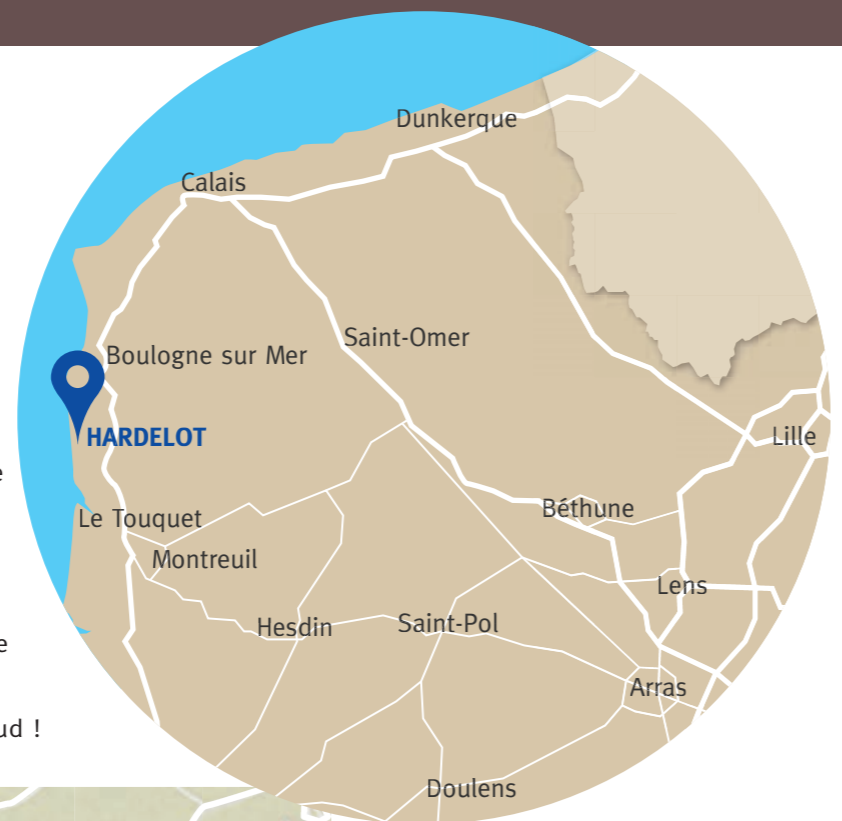 Dunkerque
Calais
Saint-Omer
Boulogne sur Mer
HARDELOT
Lille
e
Le Touquet
Béthune
Montreuil
Lens
Hesdin
Saint-Pol
e
Arras
ud !
Doulens